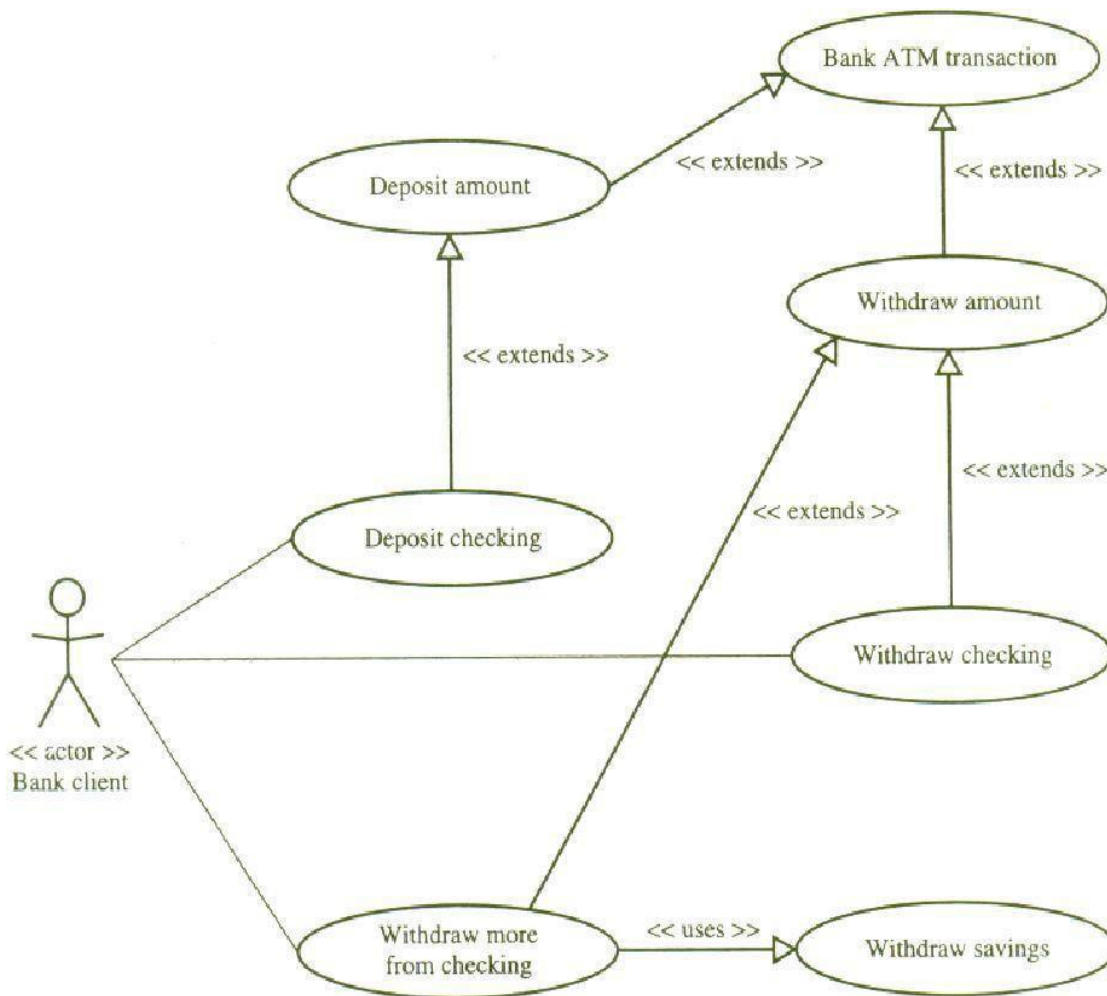 Bank ATM transaction
<< extends >>
Deposit amount
<< extends >>
Withdraw amount
<< extends >>
<< extends >>
<< extends >>
Deposit checking
Withdraw checking
<< actor >>
Bank client
Withdraw more
from checking
<< uses >>
Withdraw savings